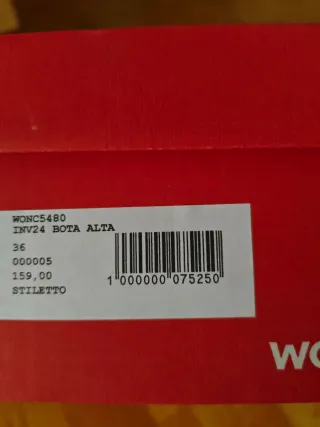 WONC5480
INV24 BOTA ALTA
36
000005
159,00
STILETTO
1 000000 075250
WO